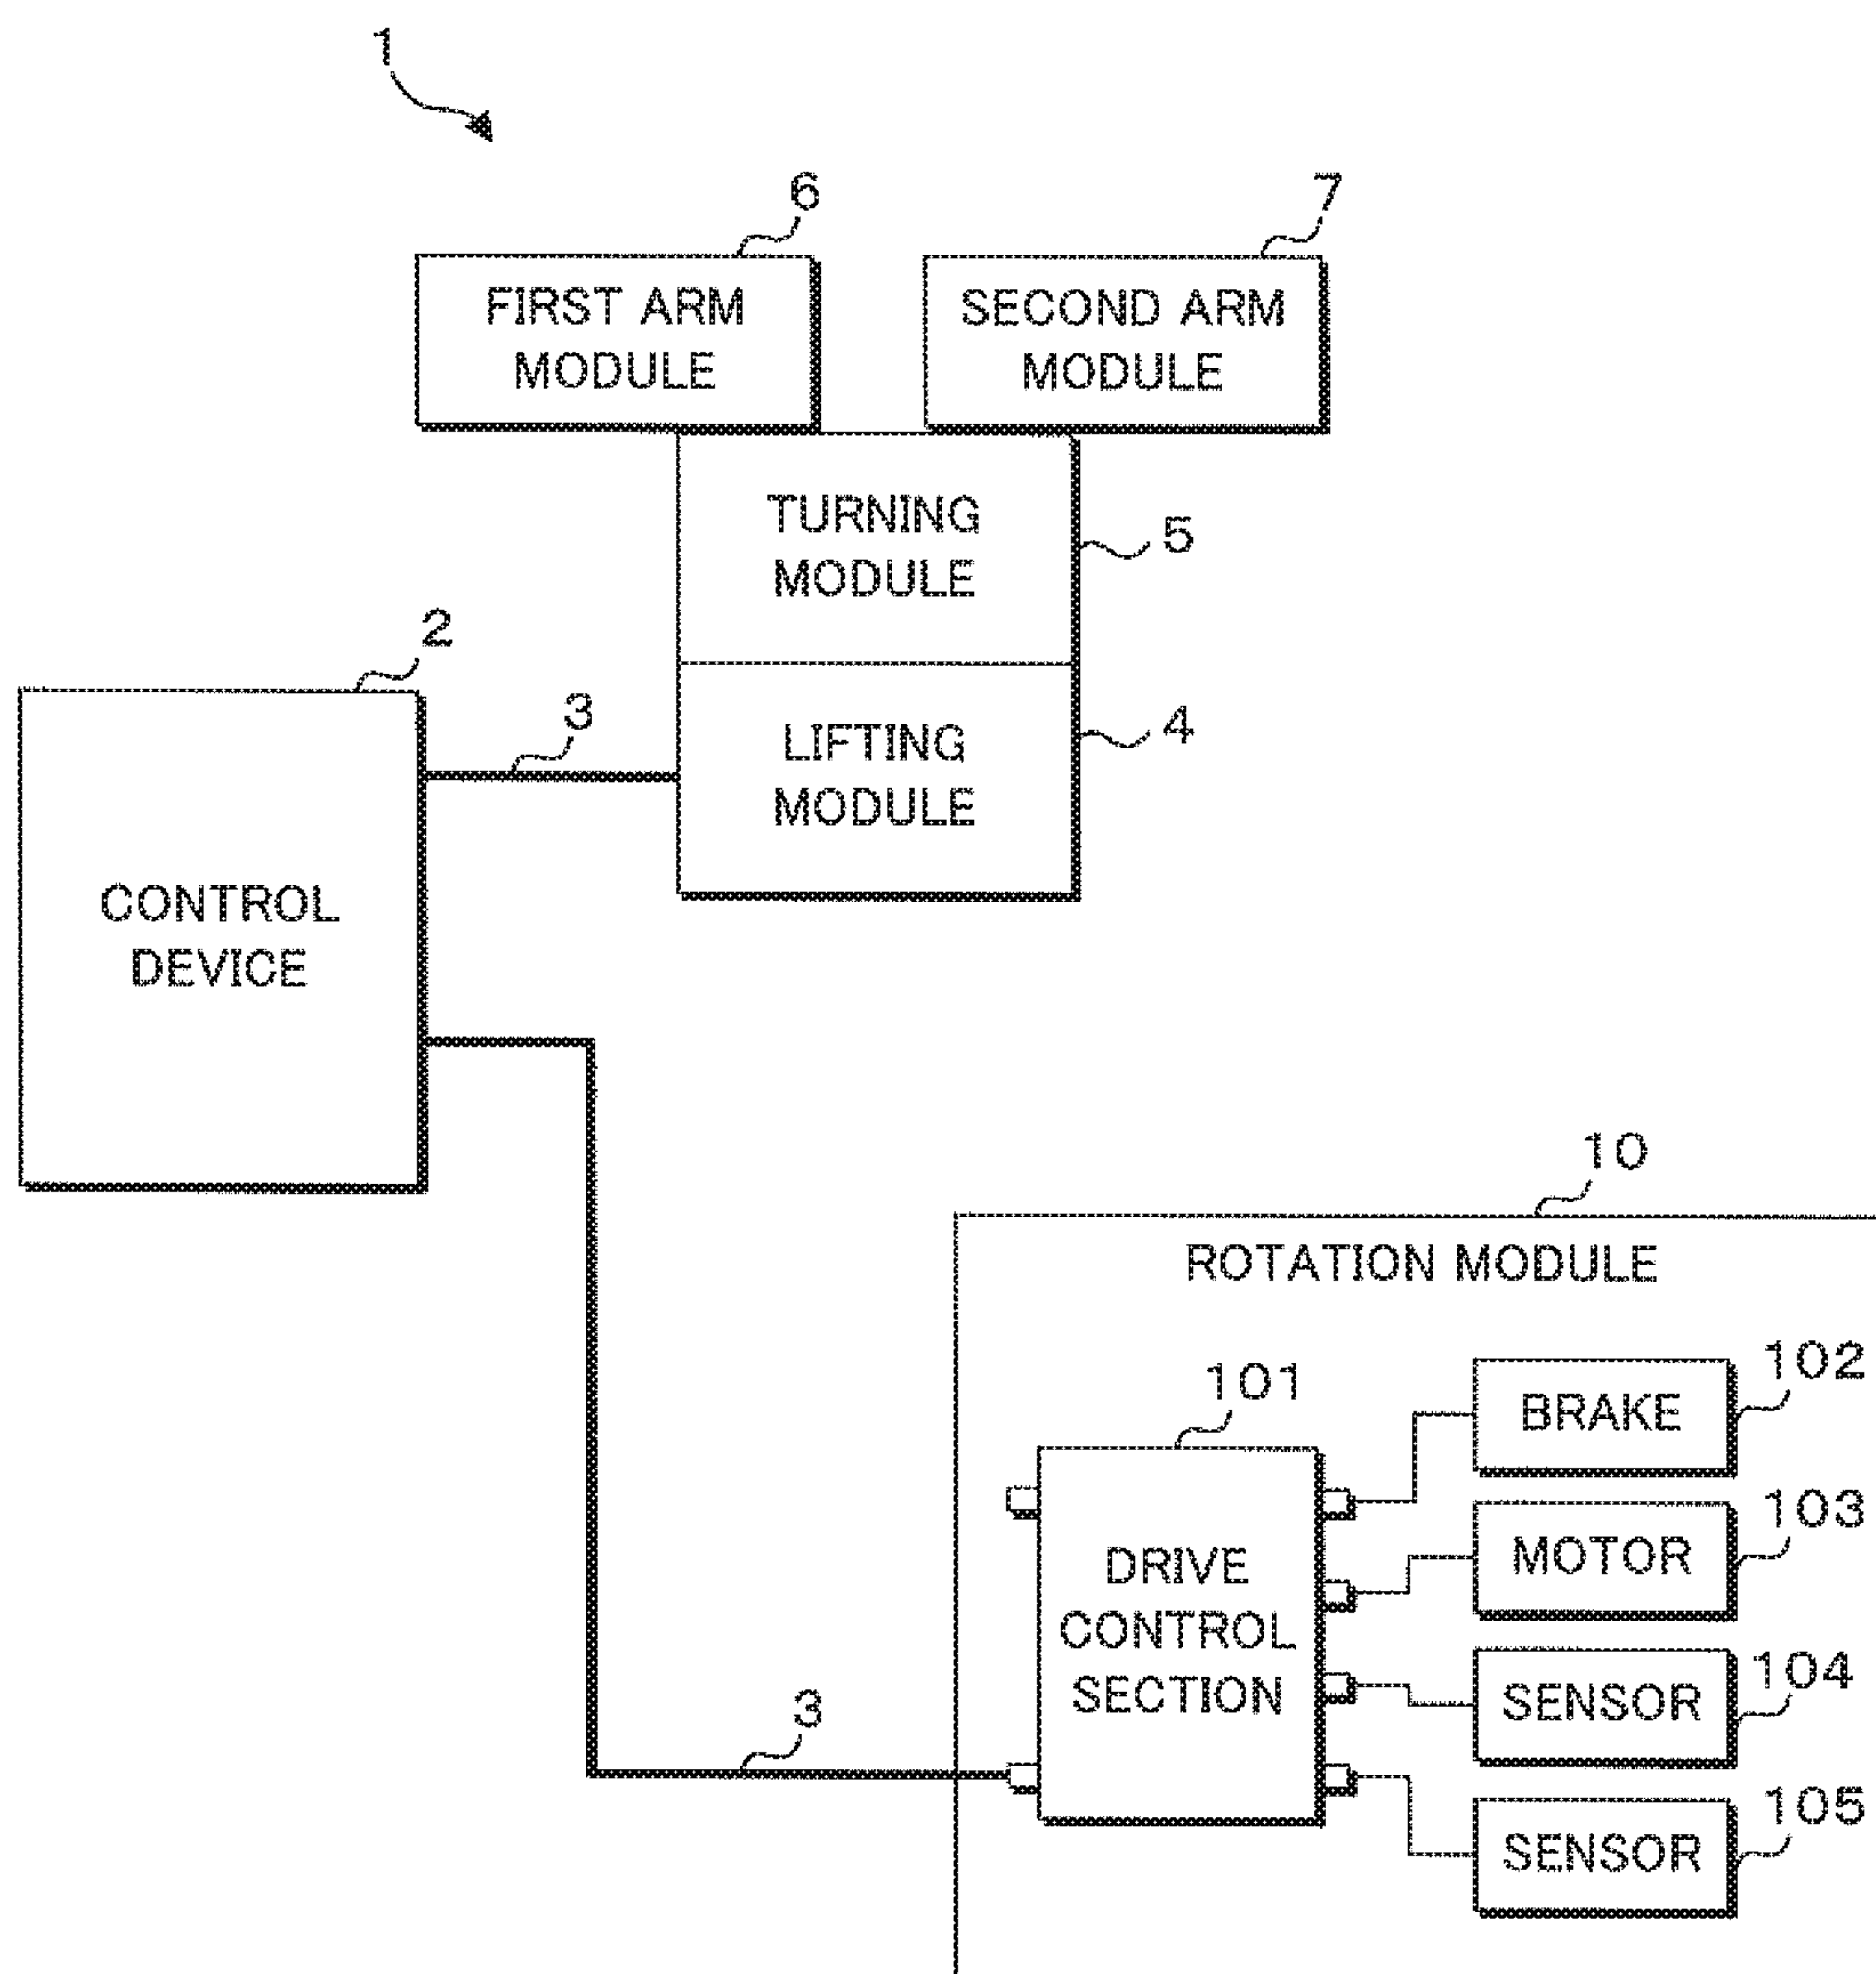 1
6
7
FIRST ARM
MODULE
SECOND ARM
MODULE
TURNING
MODULE
5
2
3
LIFTING
MODULE
4
CONTROL
DEVICE
10
ROTATION MODULE
101
102
BRAKE
103
MOTOR
DRIVE
CONTROL
SECTION
104
SENSOR
3
105
SENSOR